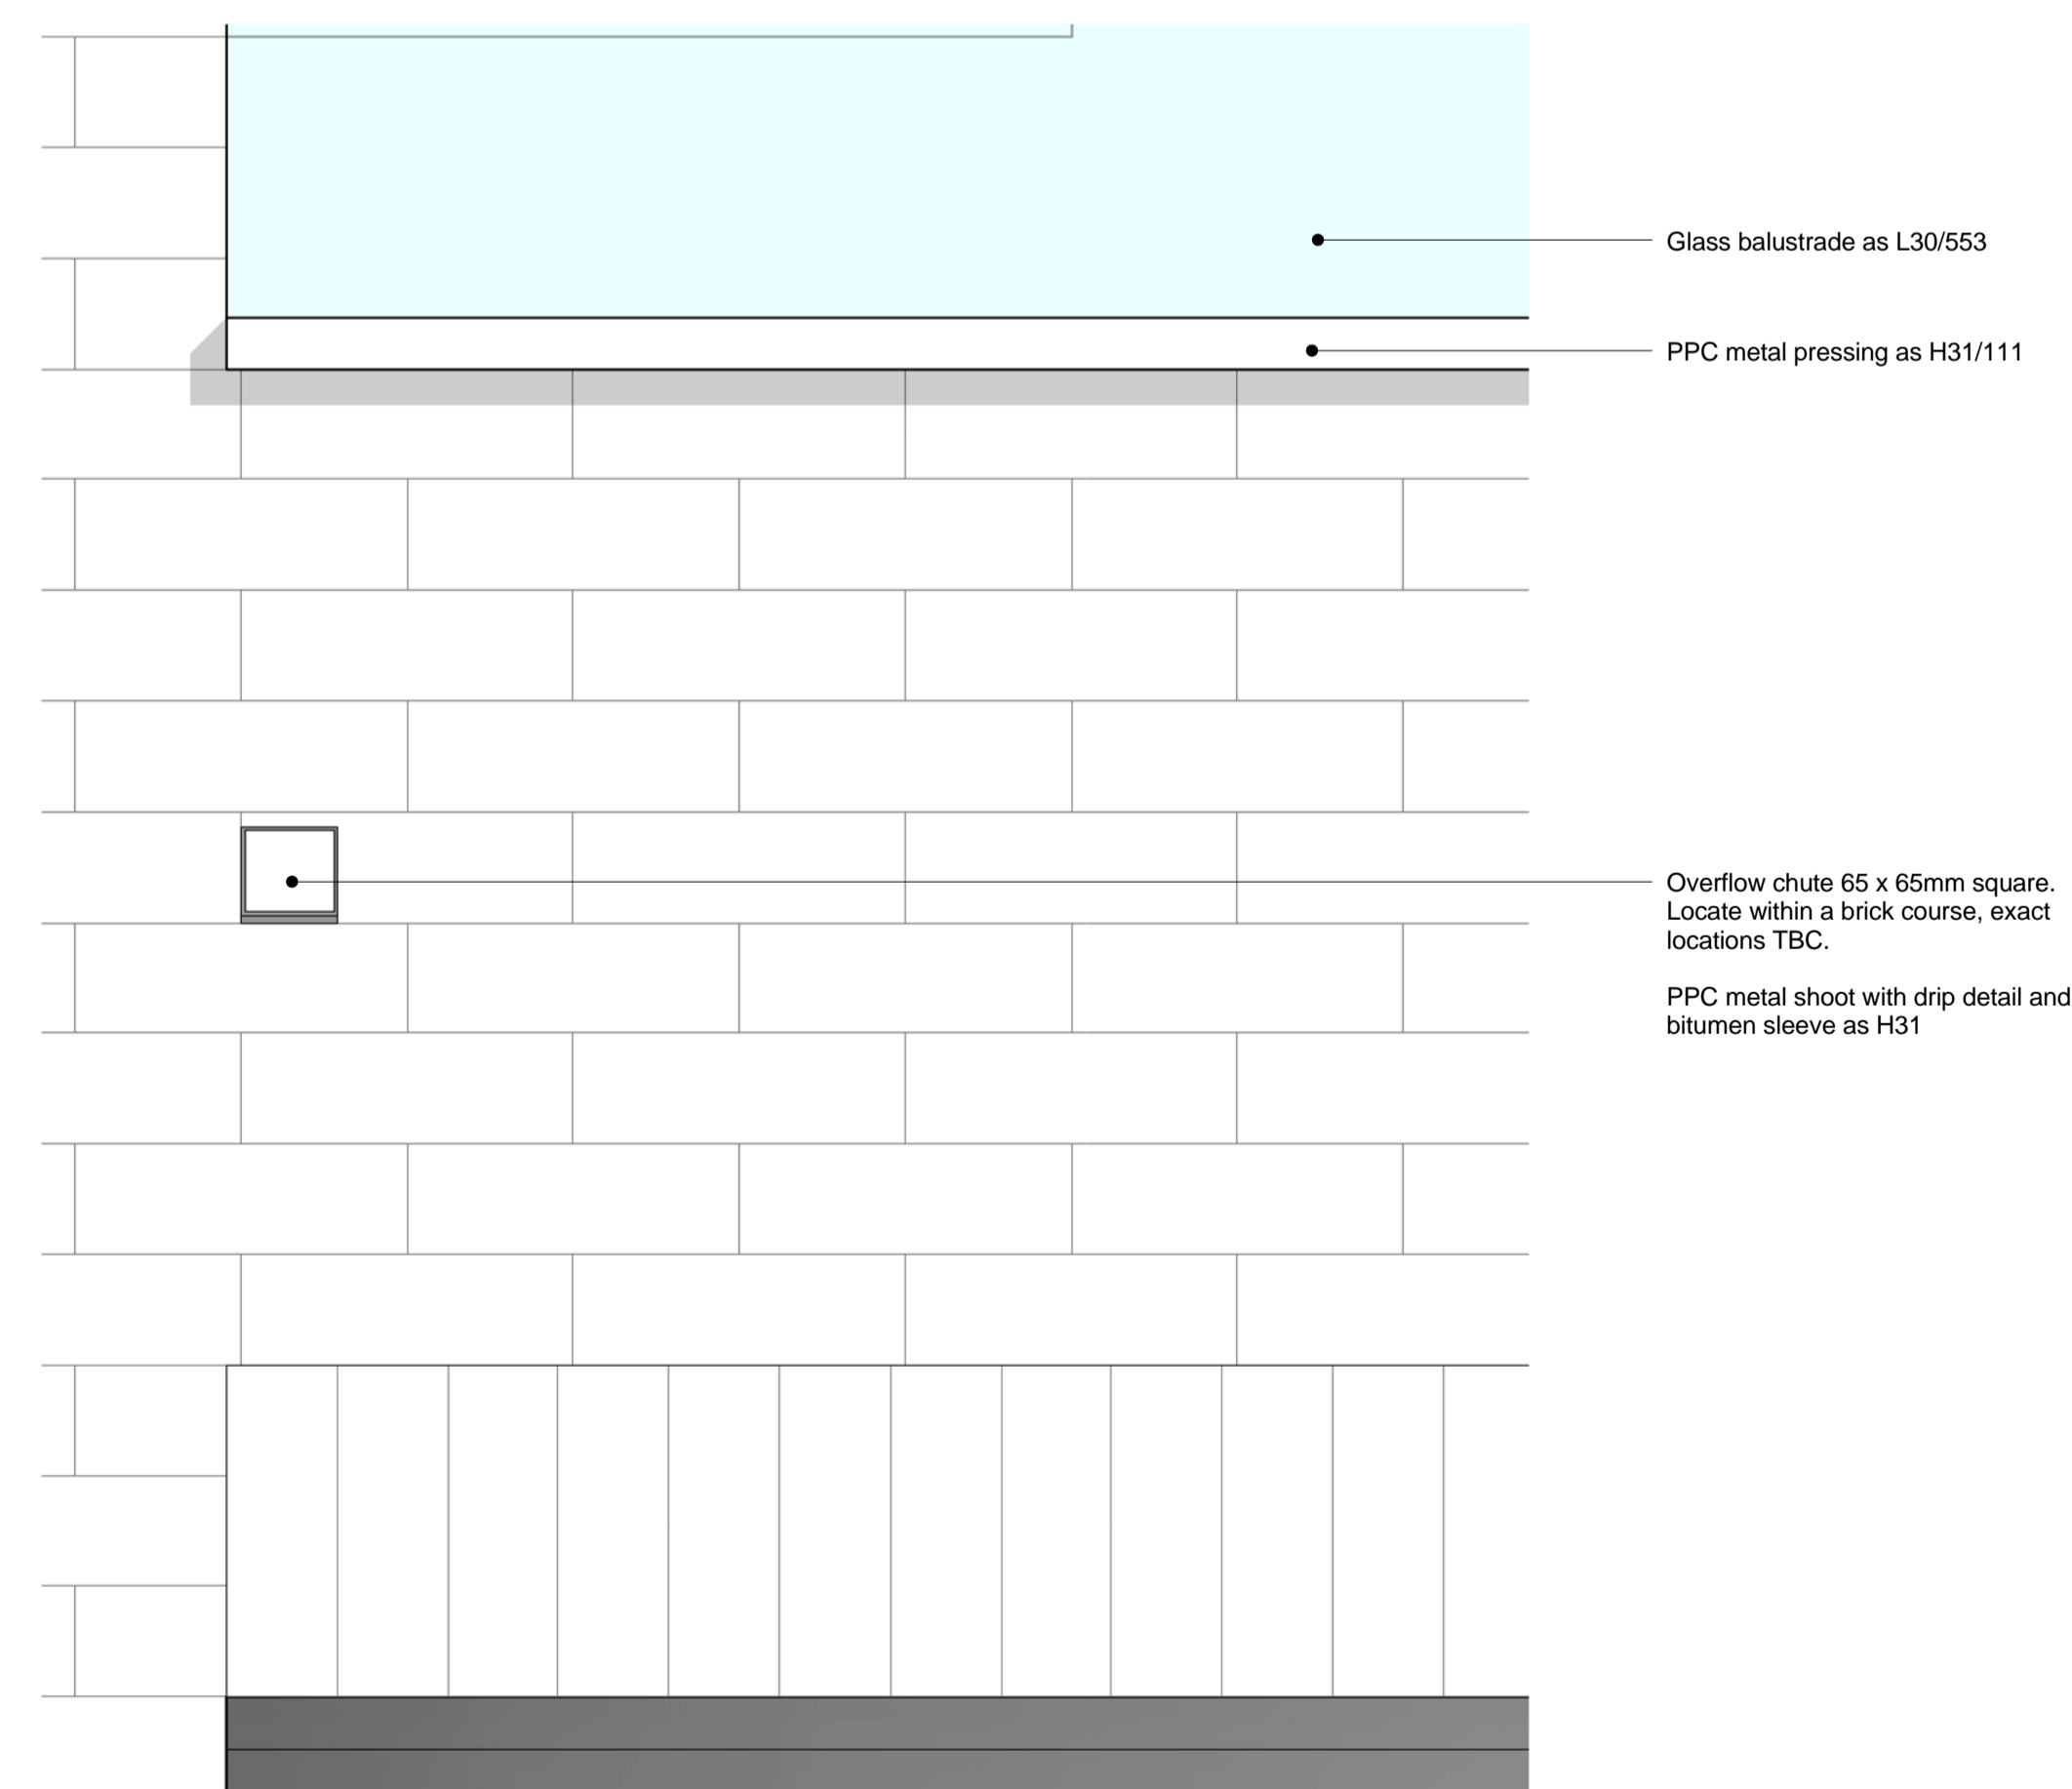 Glass balustrade as L30/553
PPC metal pressing as H31/111
Overflow chute 65 x 65mm square.
Locate within a brick course, exact
locations TBC.
PPC metal shoot with drip detail and
bitumen sleeve as H31